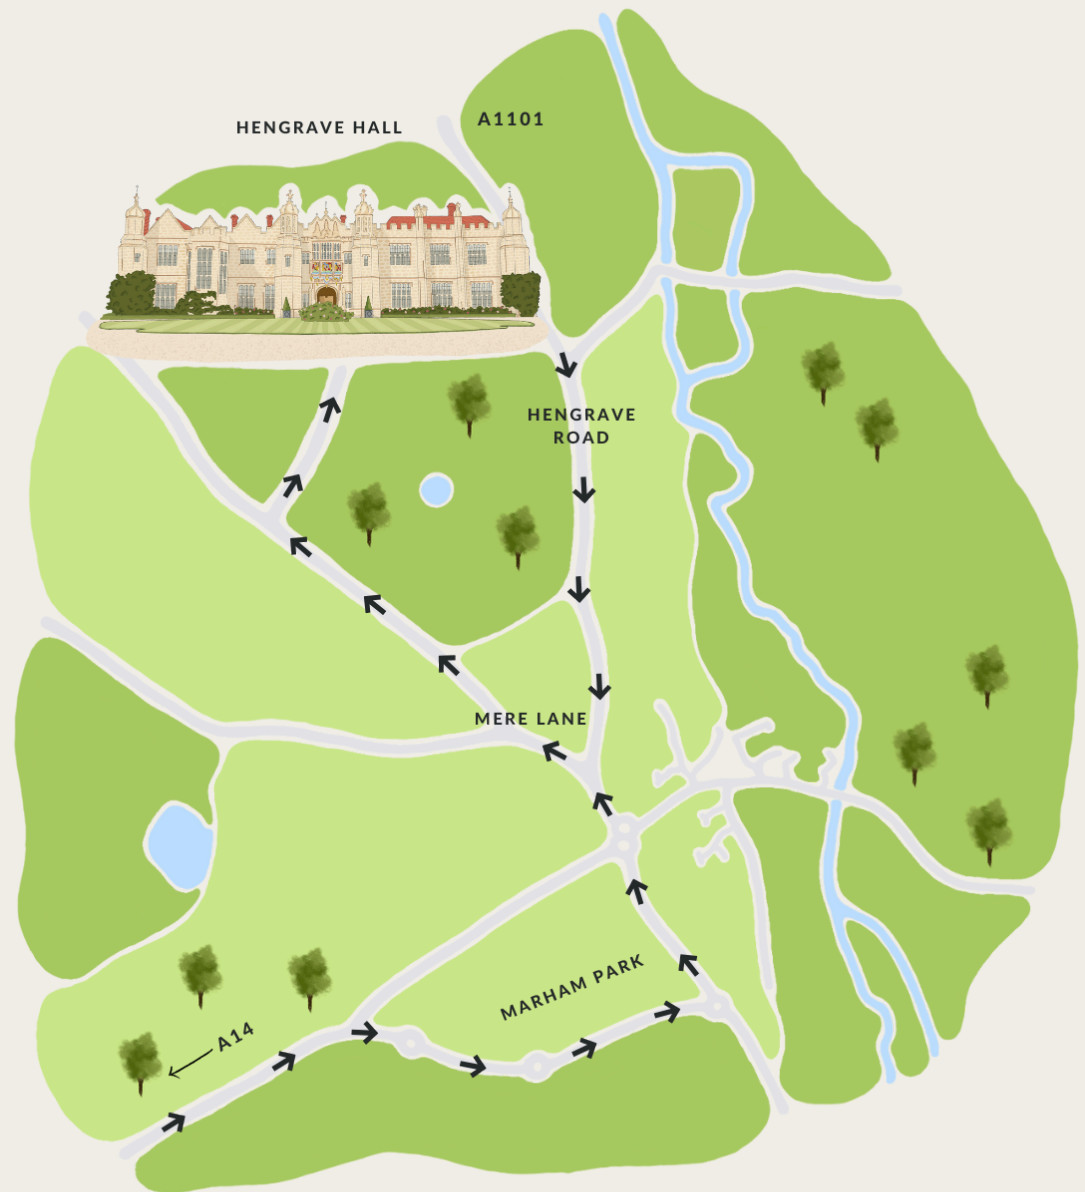 A1101
HENGRAVE HALL
HENGRAVE
ROAD
MERE LANE
MARHAM PARK
A14